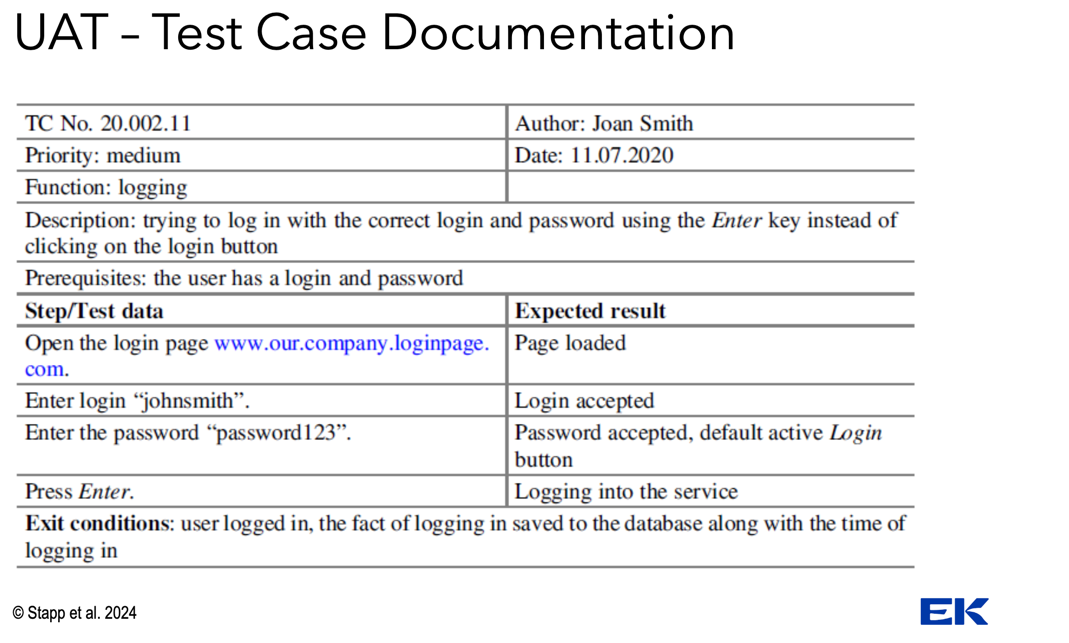 UAT – Test Case Documentation
TC No. 20.002.11
Author: Joan Smith
Priority: medium
Date: 11.07.2020
Function: logging
Description: trying to log in with the correct login and password using the Enter key instead of
clicking on the login button
Prerequisites: the user has a login and password
Step/Test data
Expected result
Open the login page www.our.company.loginpage.
com.
Page loaded
Enter login “johnsmith”.
Login accepted
Enter the password “password123”.
Password accepted, default active Login
button
Press Enter.
Logging into the service
Exit conditions: user logged in, the fact of logging in saved to the database along with the time of
logging in
© Stapp et al. 2024
EK